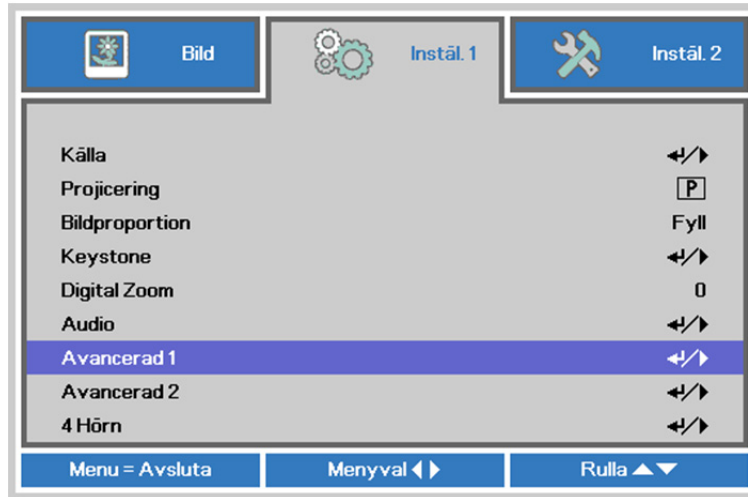 Bild
Instäl. 1
Instäl. 2
Källa
Projicering P
Bildproportion Fyll
Keystone
Digital Zoom 0
Audio
Avancerad 1
Avancerad 2
4 Hörn
Menu = Avsluta
Menyval
Rulla